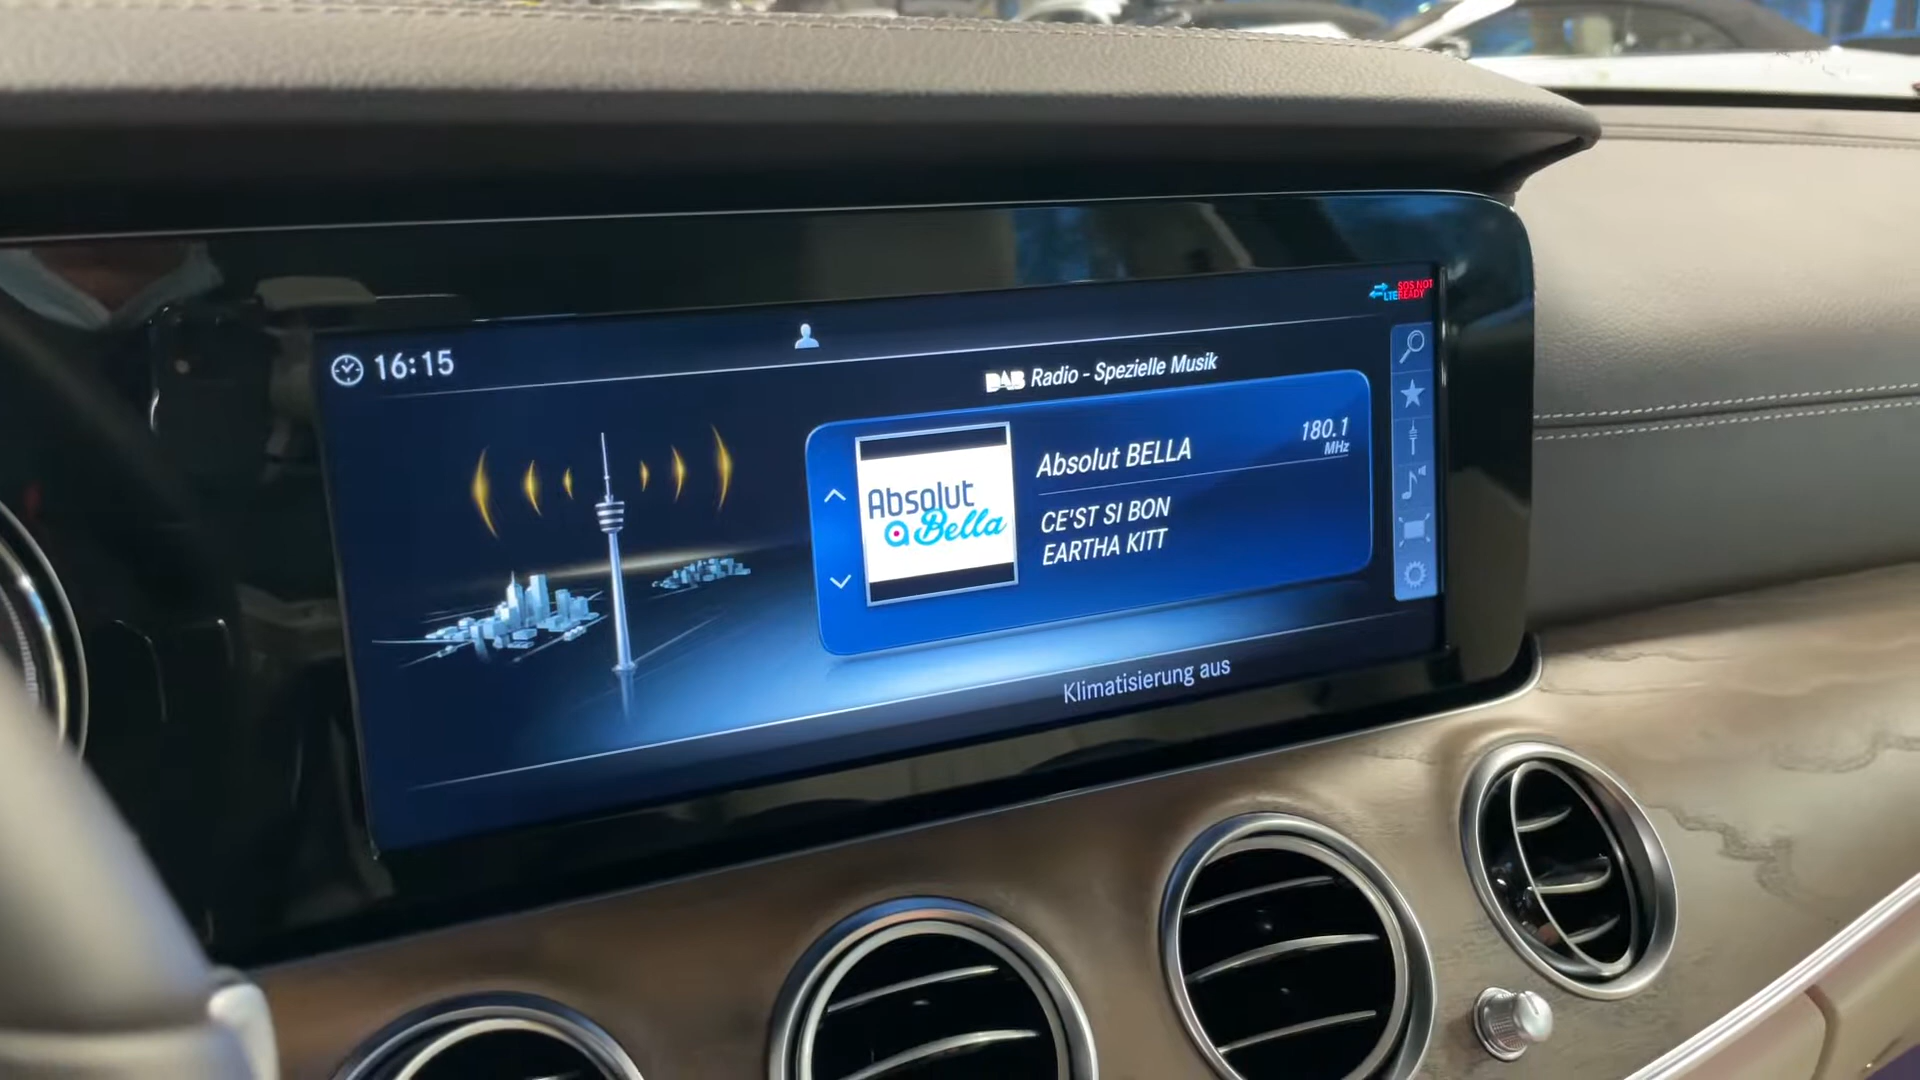 SOS NOT
LTE READY
16:15
DAB Radio - Spezielle Musik
180.1
MHz
Absolut BELLA
Absolut
a Bella
CE'ST SI BON
EARTHA KITT
Klimatisierung aus